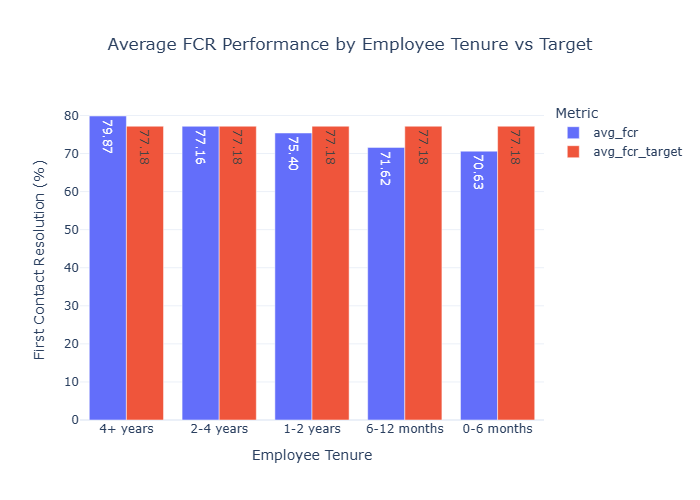 Average FCR Performance by Employee Tenure vs Target
Metric
avg_fcr
avg_fcr_target
First Contact Resolution (%)
80
70
60
50
40
30
20
10
0
79.87
77.18
77.16
77.18
75.40
77.18
71.62
77.18
70.63
77.18
4+ years
2-4 years
1-2 years
6-12 months
0-6 months
Employee Tenure